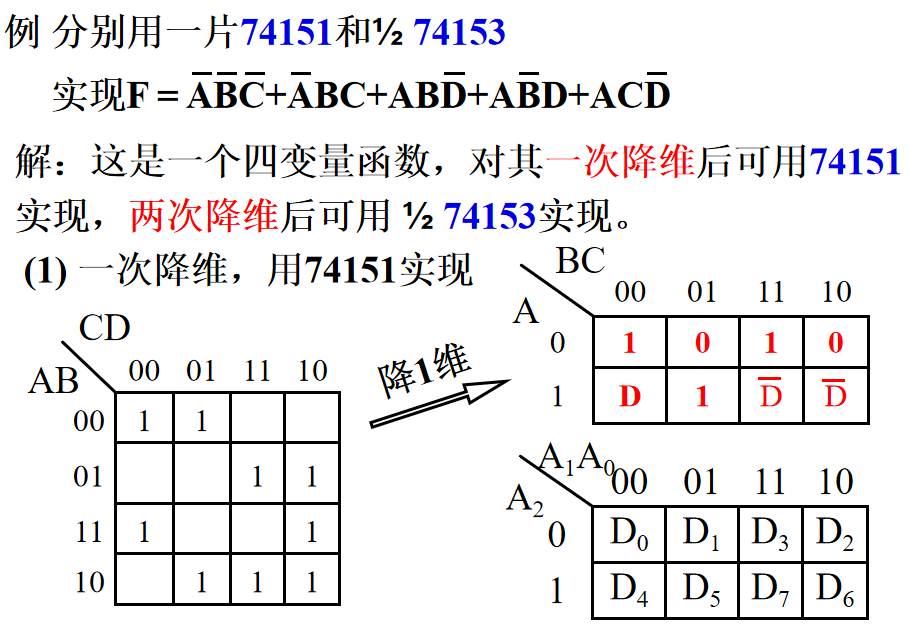 例 分别用一片74151和½ 74153
实现F = A̅B̅C̅+A̅BC+ABD̅+AB̅D+ACD̅
解：这是一个四变量函数，对其一次降维后可用74151
实现，两次降维后可用 ½ 74153实现。
(1) 一次降维，用74151实现
CD
AB
00 01 11 10
00 1 1
01 1 1
11 1 1
10 1 1 1
降1维
BC
A
00 01 11 10
0 1 0 1 0
1 D 1 D̅ D̅
A₁A₀
A₂
00 01 11 10
0 D₀ D₁ D₃ D₂
1 D₄ D₅ D₇ D₆